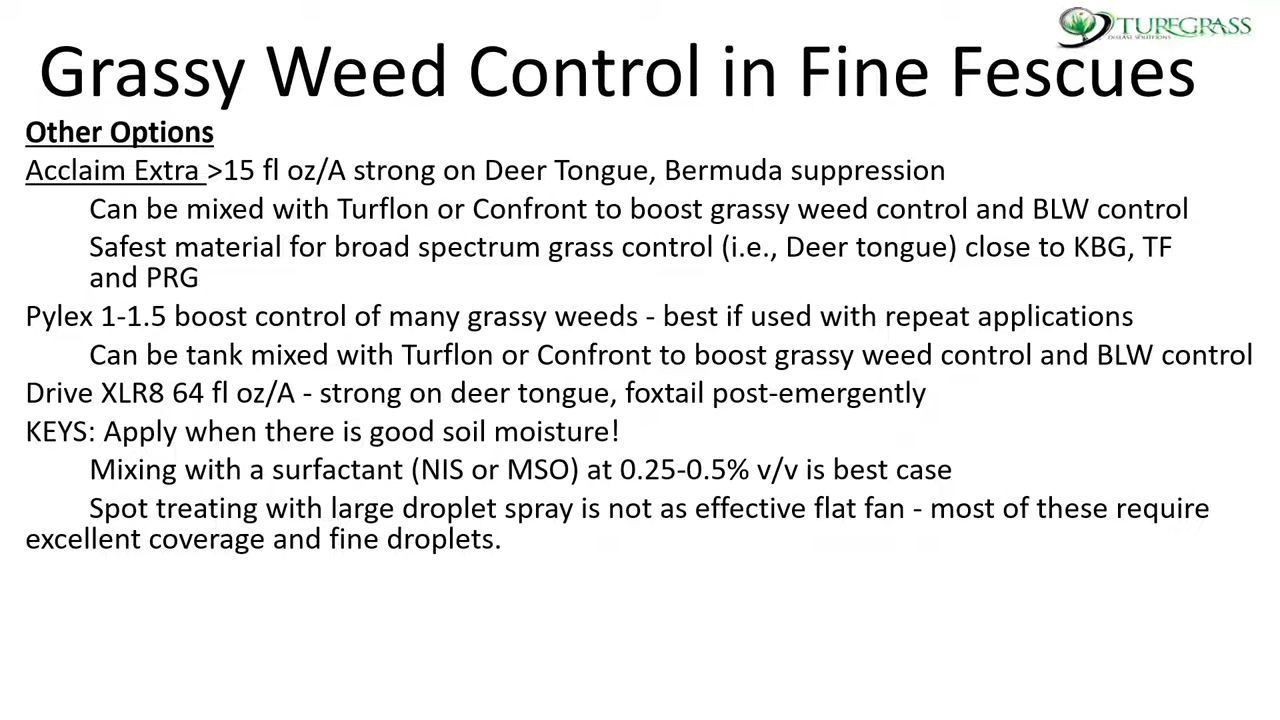 TURFGRASS
DISEASE SOLUTIONS
Grassy Weed Control in Fine Fescues
Other Options
Acclaim Extra >15 fl oz/A strong on Deer Tongue, Bermuda suppression
Can be mixed with Turflon or Confront to boost grassy weed control and BLW control
Safest material for broad spectrum grass control (i.e., Deer tongue) close to KBG, TF
and PRG
Pylex 1-1.5 boost control of many grassy weeds - best if used with repeat applications
Can be tank mixed with Turflon or Confront to boost grassy weed control and BLW control
Drive XLR8 64 fl oz/A - strong on deer tongue, foxtail post-emergently
KEYS: Apply when there is good soil moisture!
Mixing with a surfactant (NIS or MSO) at 0.25-0.5% v/v is best case
Spot treating with large droplet spray is not as effective flat fan - most of these require
excellent coverage and fine droplets.